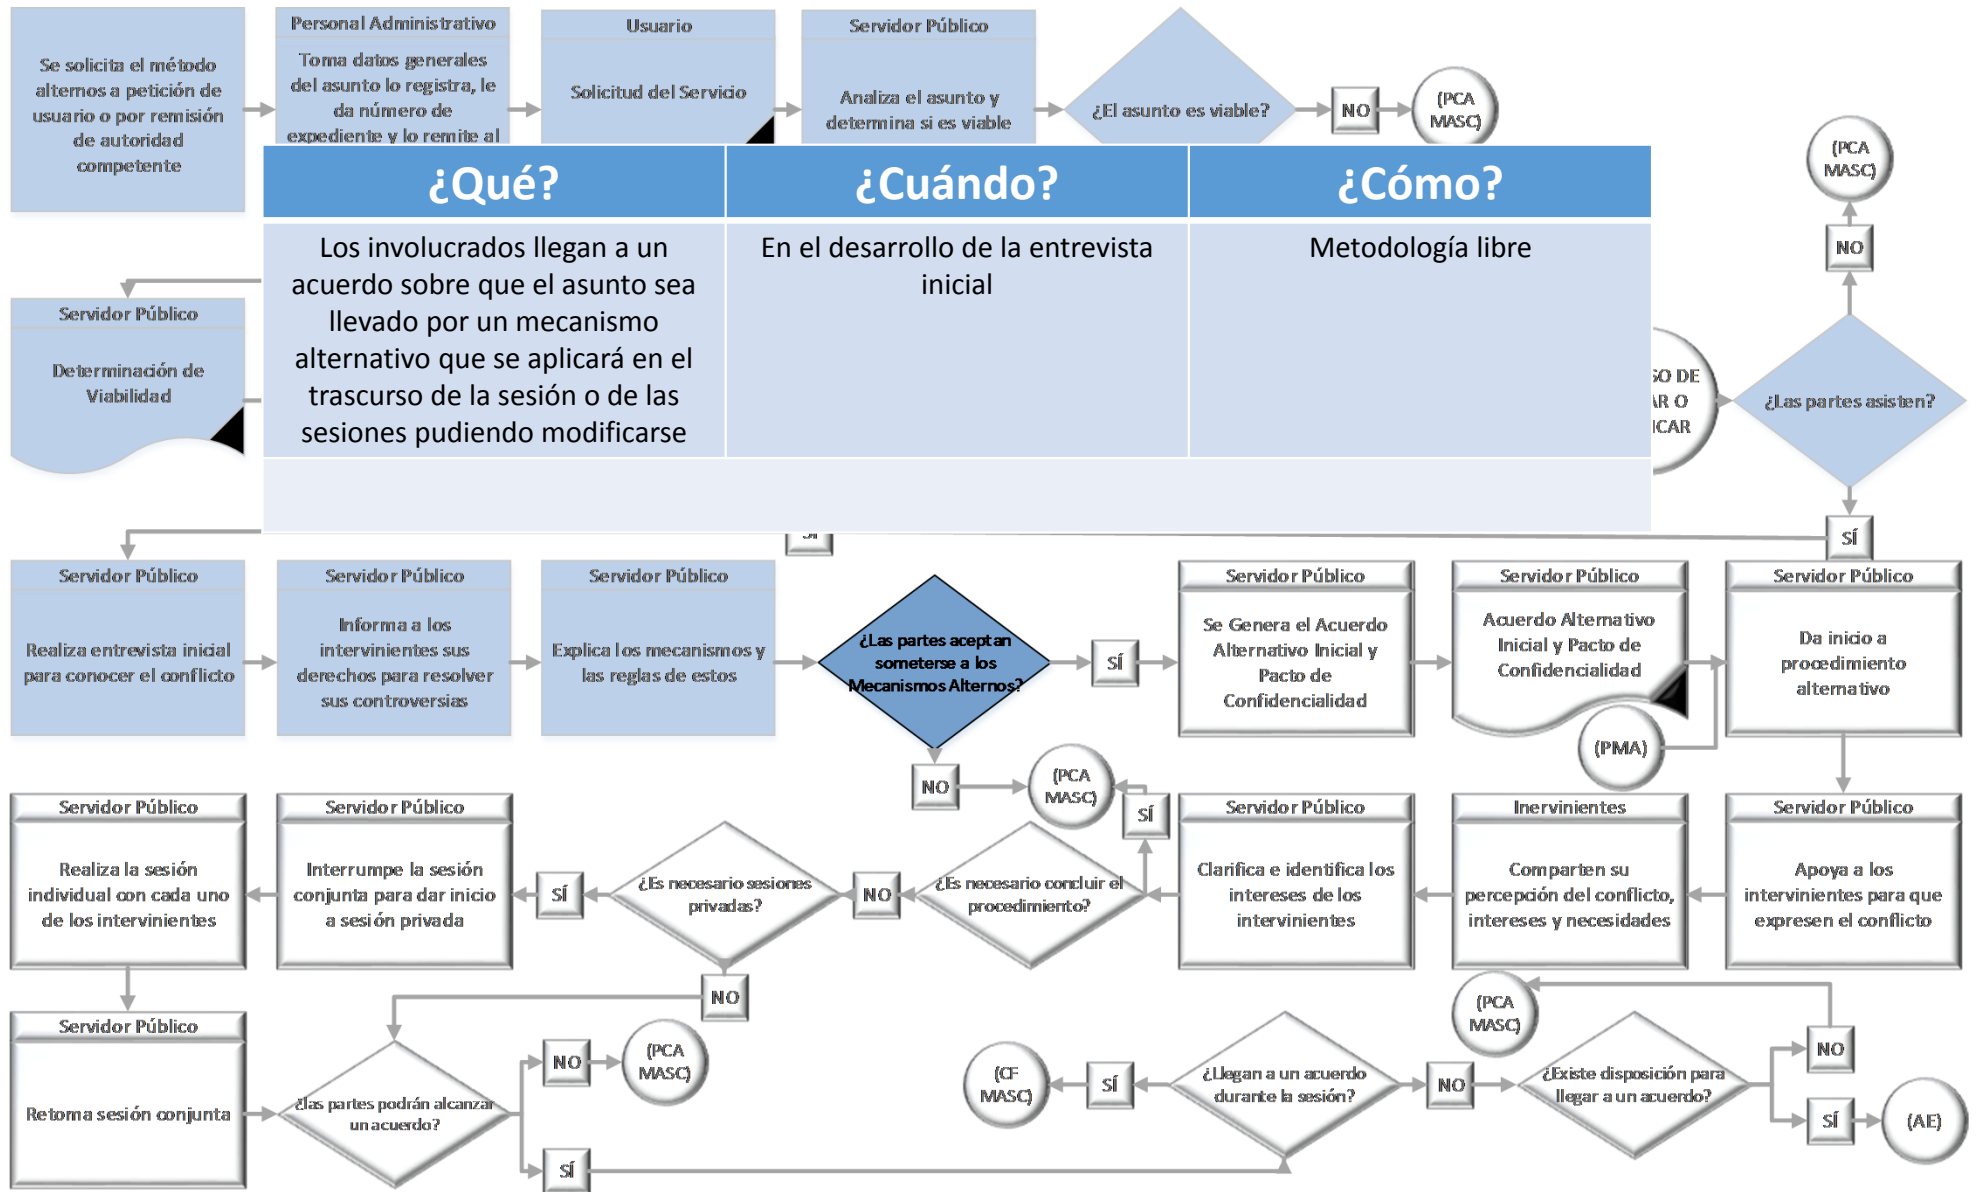 Se solicita el método
alternos a petición de
usuario o por remisión
de autoridad
competente
Personal Administrativo
Toma datos generales
del asunto lo registra, le
da número de
expediente y lo remite al
Usuario
Solicitud del Servicio
Servidor Público
Analiza el asunto y
determina si es viable
¿El asunto es viable?
NO
(PCA
MASC)
(PCA
MASC)
NO
¿Qué?
¿Cuándo?
¿Cómo?
Los involucrados llegan a un
acuerdo sobre que el asunto sea
llevado por un mecanismo
alternativo que se aplicará en el
trascurso de la sesión o de las
sesiones pudiendo modificarse
En el desarrollo de la entrevista
inicial
Metodología libre
Servidor Público
Determinación de
Viabilidad
DE
O
¿Las partes asisten?
SÍ
SÍ
Servidor Público
Realiza entrevista inicial
para conocer el conflicto
Servidor Público
Informa a los
intervinientes sus
derechos para resolver
sus controversias
Servidor Público
Explica los mecanismos y
las reglas de estos
¿Las partes aceptan
someterse a los
Mecanismos Alternos?
SÍ
Servidor Público
Se Genera el Acuerdo
Alternativo Inicial y
Pacto de
Confidencialidad
Servidor Público
Acuerdo Alternativo
Inicial y Pacto de
Confidencialidad
(PMA)
Servidor Público
Da inicio a
procedimiento
alternativo
NO
(PCA
MASC)
SÍ
Servidor Público
Realiza la sesión
individual con cada uno
de los intervinientes
Servidor Público
Interrumpe la sesión
conjunta para dar inicio
a sesión privada
SÍ
¿Es necesario sesiones
privadas?
NO
¿Es necesario concluir el
procedimiento?
Servidor Público
Clarifica e identifica los
intereses de los
intervinientes
Inervinientes
Comparten su
percepción del conflicto,
intereses y necesidades
Servidor Público
Apoya a los
intervinientes para que
expresen el conflicto
NO
Servidor Público
Retoma sesión conjunta
¿las partes podrán alcanzar
un acuerdo?
NO
(PCA
MASC)
SÍ
(CF
MASC)
SÍ
¿Llegan a un acuerdo
durante la sesión?
NO
(PCA
MASC)
¿Existe disposición para
llegar a un acuerdo?
NO
SÍ
(AE)